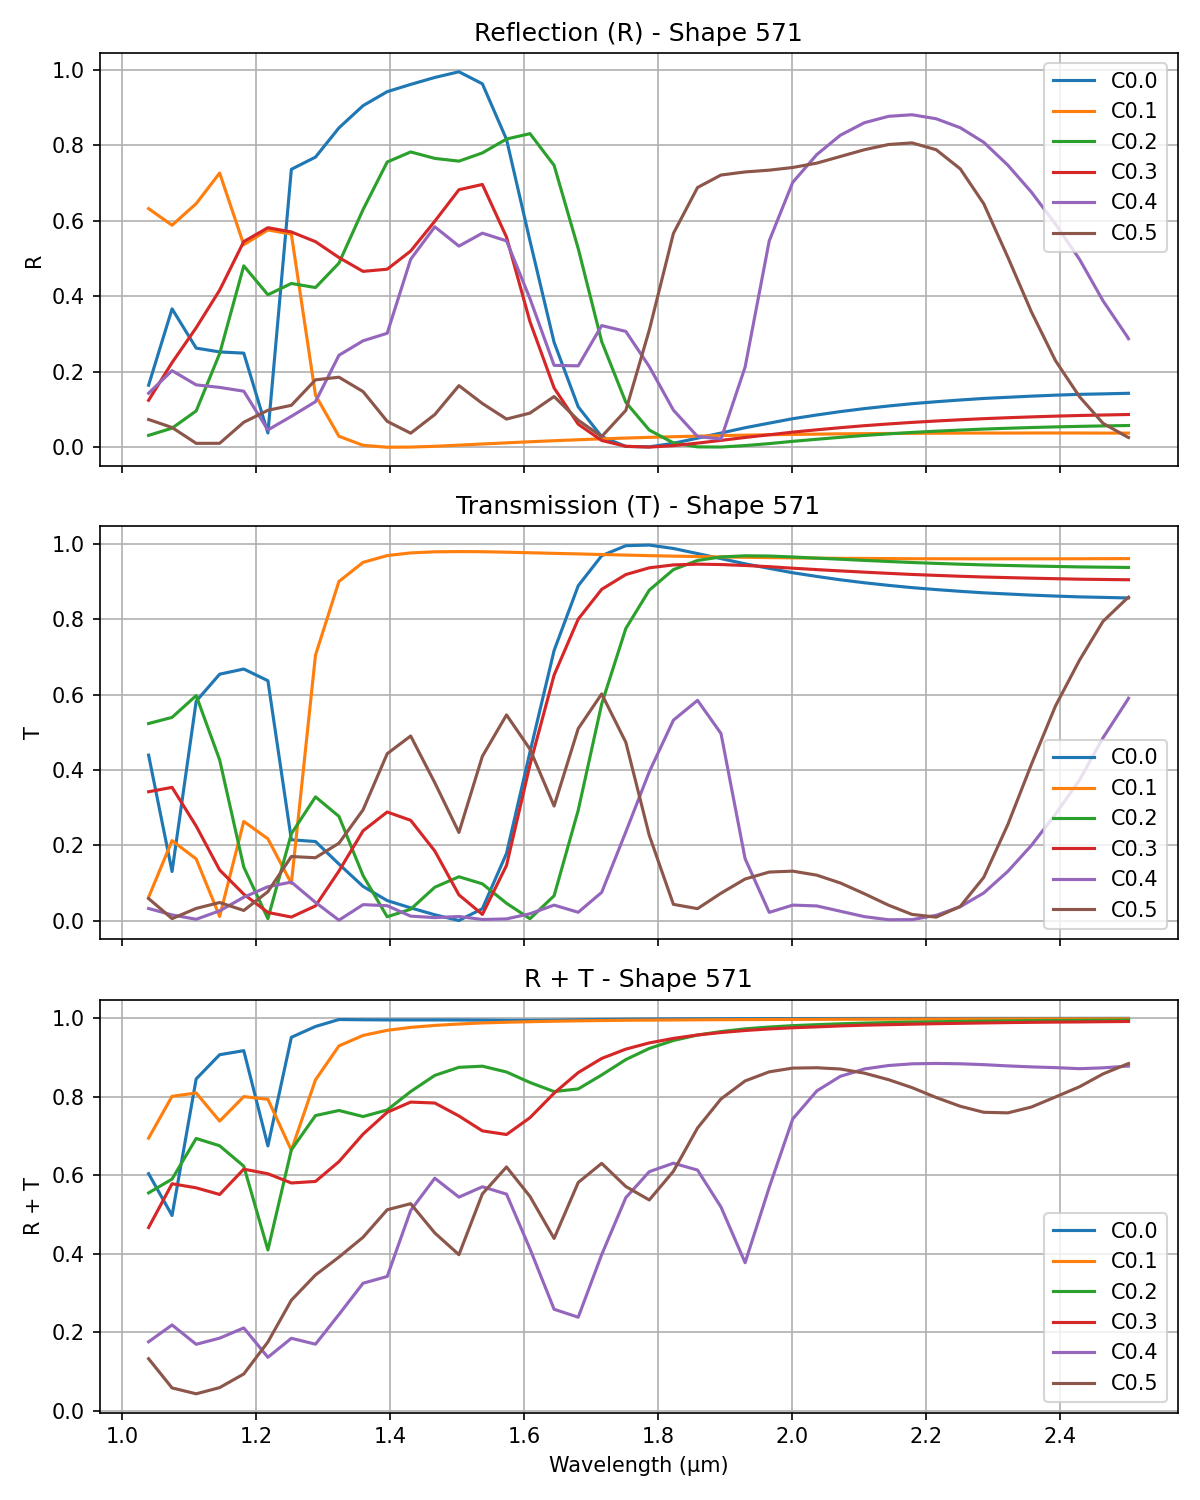 Reflection (R) - Shape 571
1.0
0.8
0.6
0.4
0.2
0.0
R
C0.0
C0.1
C0.2
C0.3
C0.4
C0.5
Transmission (T) - Shape 571
1.0
0.8
0.6
0.4
0.2
0.0
T
C0.0
C0.1
C0.2
C0.3
C0.4
C0.5
R + T - Shape 571
1.0
0.8
0.6
0.4
0.2
0.0
R + T
C0.0
C0.1
C0.2
C0.3
C0.4
C0.5
1.0 1.2 1.4 1.6 1.8 2.0 2.2 2.4
Wavelength (μm)